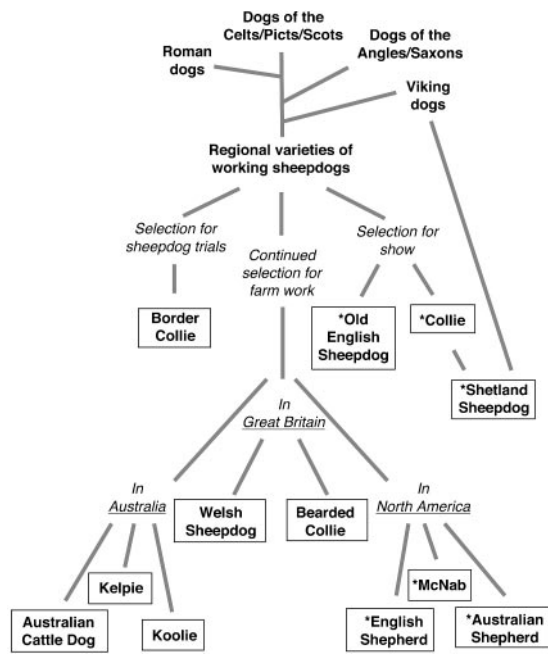 Dogs of the
Celts/Picts/Scots
Roman
dogs
Dogs of the
Angles/Saxons
Viking
dogs
Regional varieties of
working sheepdogs
Selection for
sheepdog trials
Continued
selection for
farm work
Selection for
show
Border
Collie
*Old
English
Sheepdog
*Collie
*Shetland
Sheepdog
In
Great Britain
In
Australia
Welsh
Sheepdog
Bearded
Collie
In
North America
Kelpie
Australian
Cattle Dog
Koolie
*McNab
*English
Shepherd
*Australian
Shepherd